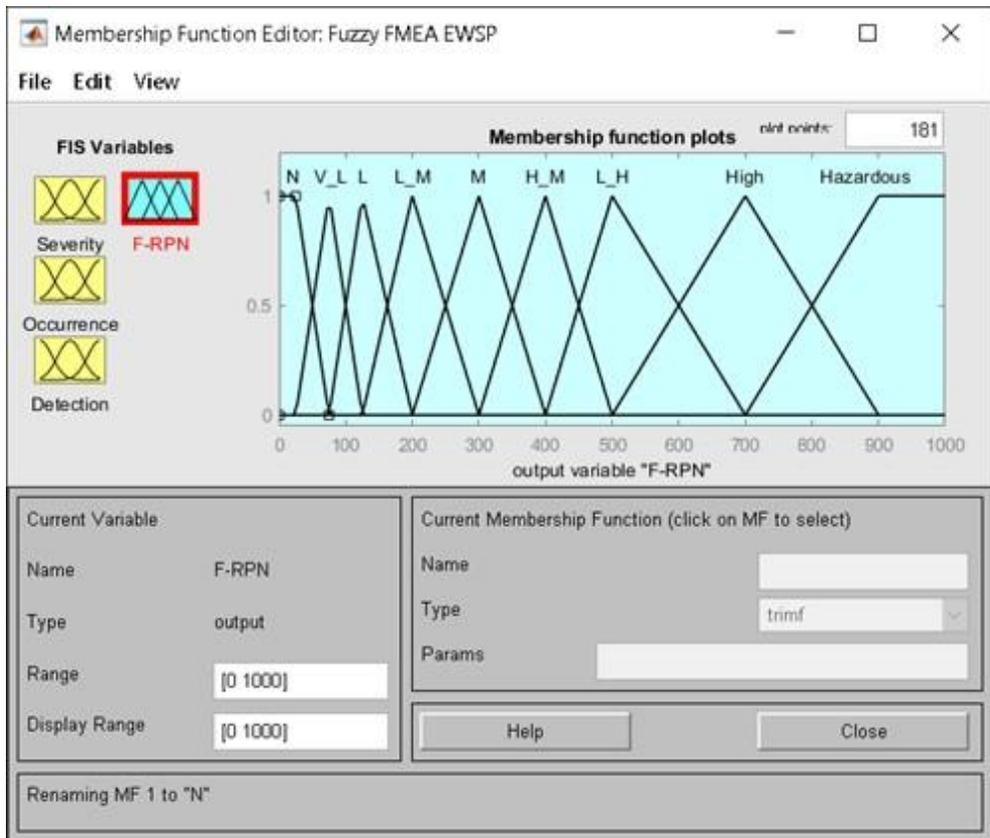 Membership Function Editor: Fuzzy FMEA EWSP
File Edit View
FIS Variables
Severity
F-RPN
Occurrence
Detection
Membership function plots
plot points:
181
N V_L L L_M M H_M L_H High Hazardous
1
0.5
0
0 100 200 300 400 500 600 700 800 900 1000
output variable "F-RPN"
Current Variable
Name F-RPN
Type output
Range [0 1000]
Display Range [0 1000]
Current Membership Function (click on MF to select)
Name
Type trimf
Params
Help Close
Renaming MF 1 to "N"